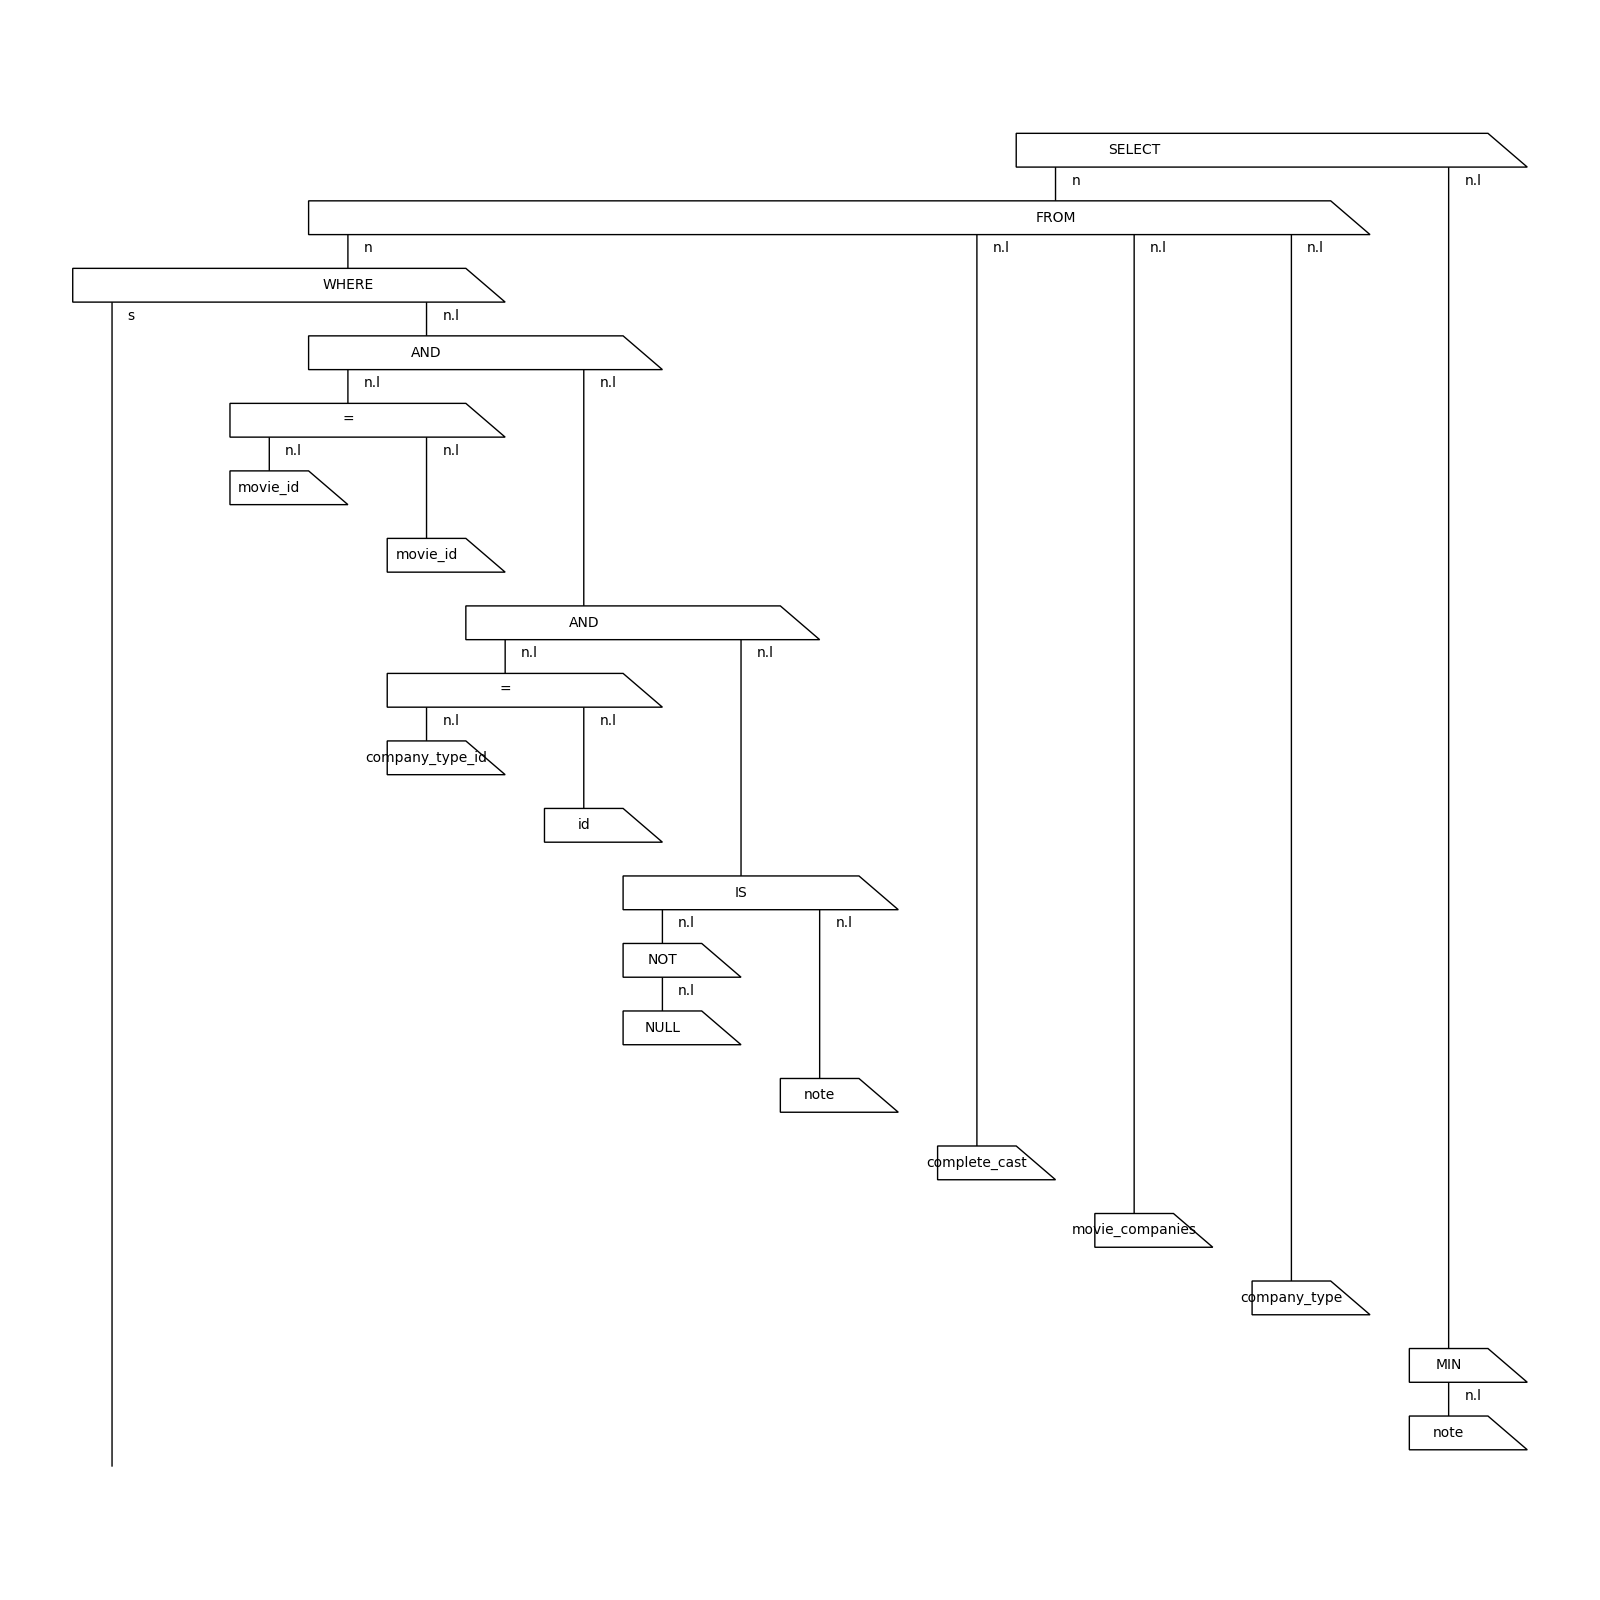 SELECT
n n.l
FROM
n n.l n.l n.l
WHERE
s n.l
AND
n.l n.l
=
n.l n.l
movie_id
movie_id
AND
n.l n.l
=
n.l n.l
company_type_id
id
IS
n.l n.l
NOT
n.l
NULL
note
complete_cast
movie_companies
company_type
MIN
n.l
note